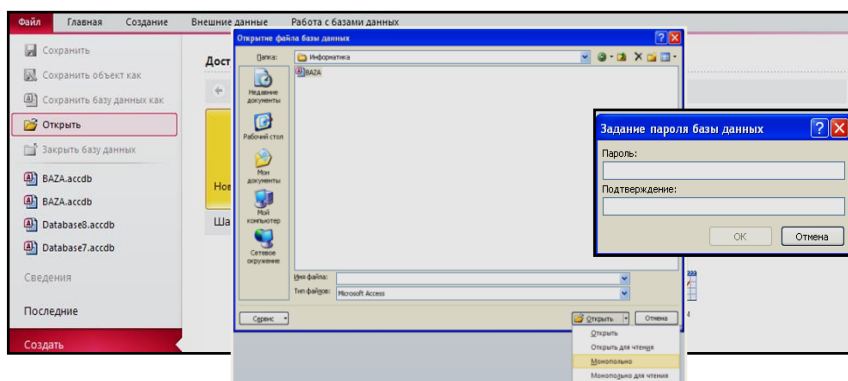 Файл Главная Создание Внешние данные Работа с базами данных
Сохранить
Сохранить объект как
Сохранить базу данных как
Открыть
Закрыть базу данных
BAZA.accdb
BAZA.accdb
Database8.accdb
Database7.accdb
Сведения
Последние
Создать
Дост
Нов
Ша
Открытие файла базы данных
Папка: Информатика
BAZA
Недавние документы
Рабочий стол
Мои документы
Мой компьютер
Сетевое окружение
Имя файла:
Тип файлов: Microsoft Access
Сервис Открыть Отмена
Открыть
Открыть для чтения
Монопольно
Монопольно для чтения
Задание пароля базы данных
Пароль:
Подтверждение:
ОК Отмена